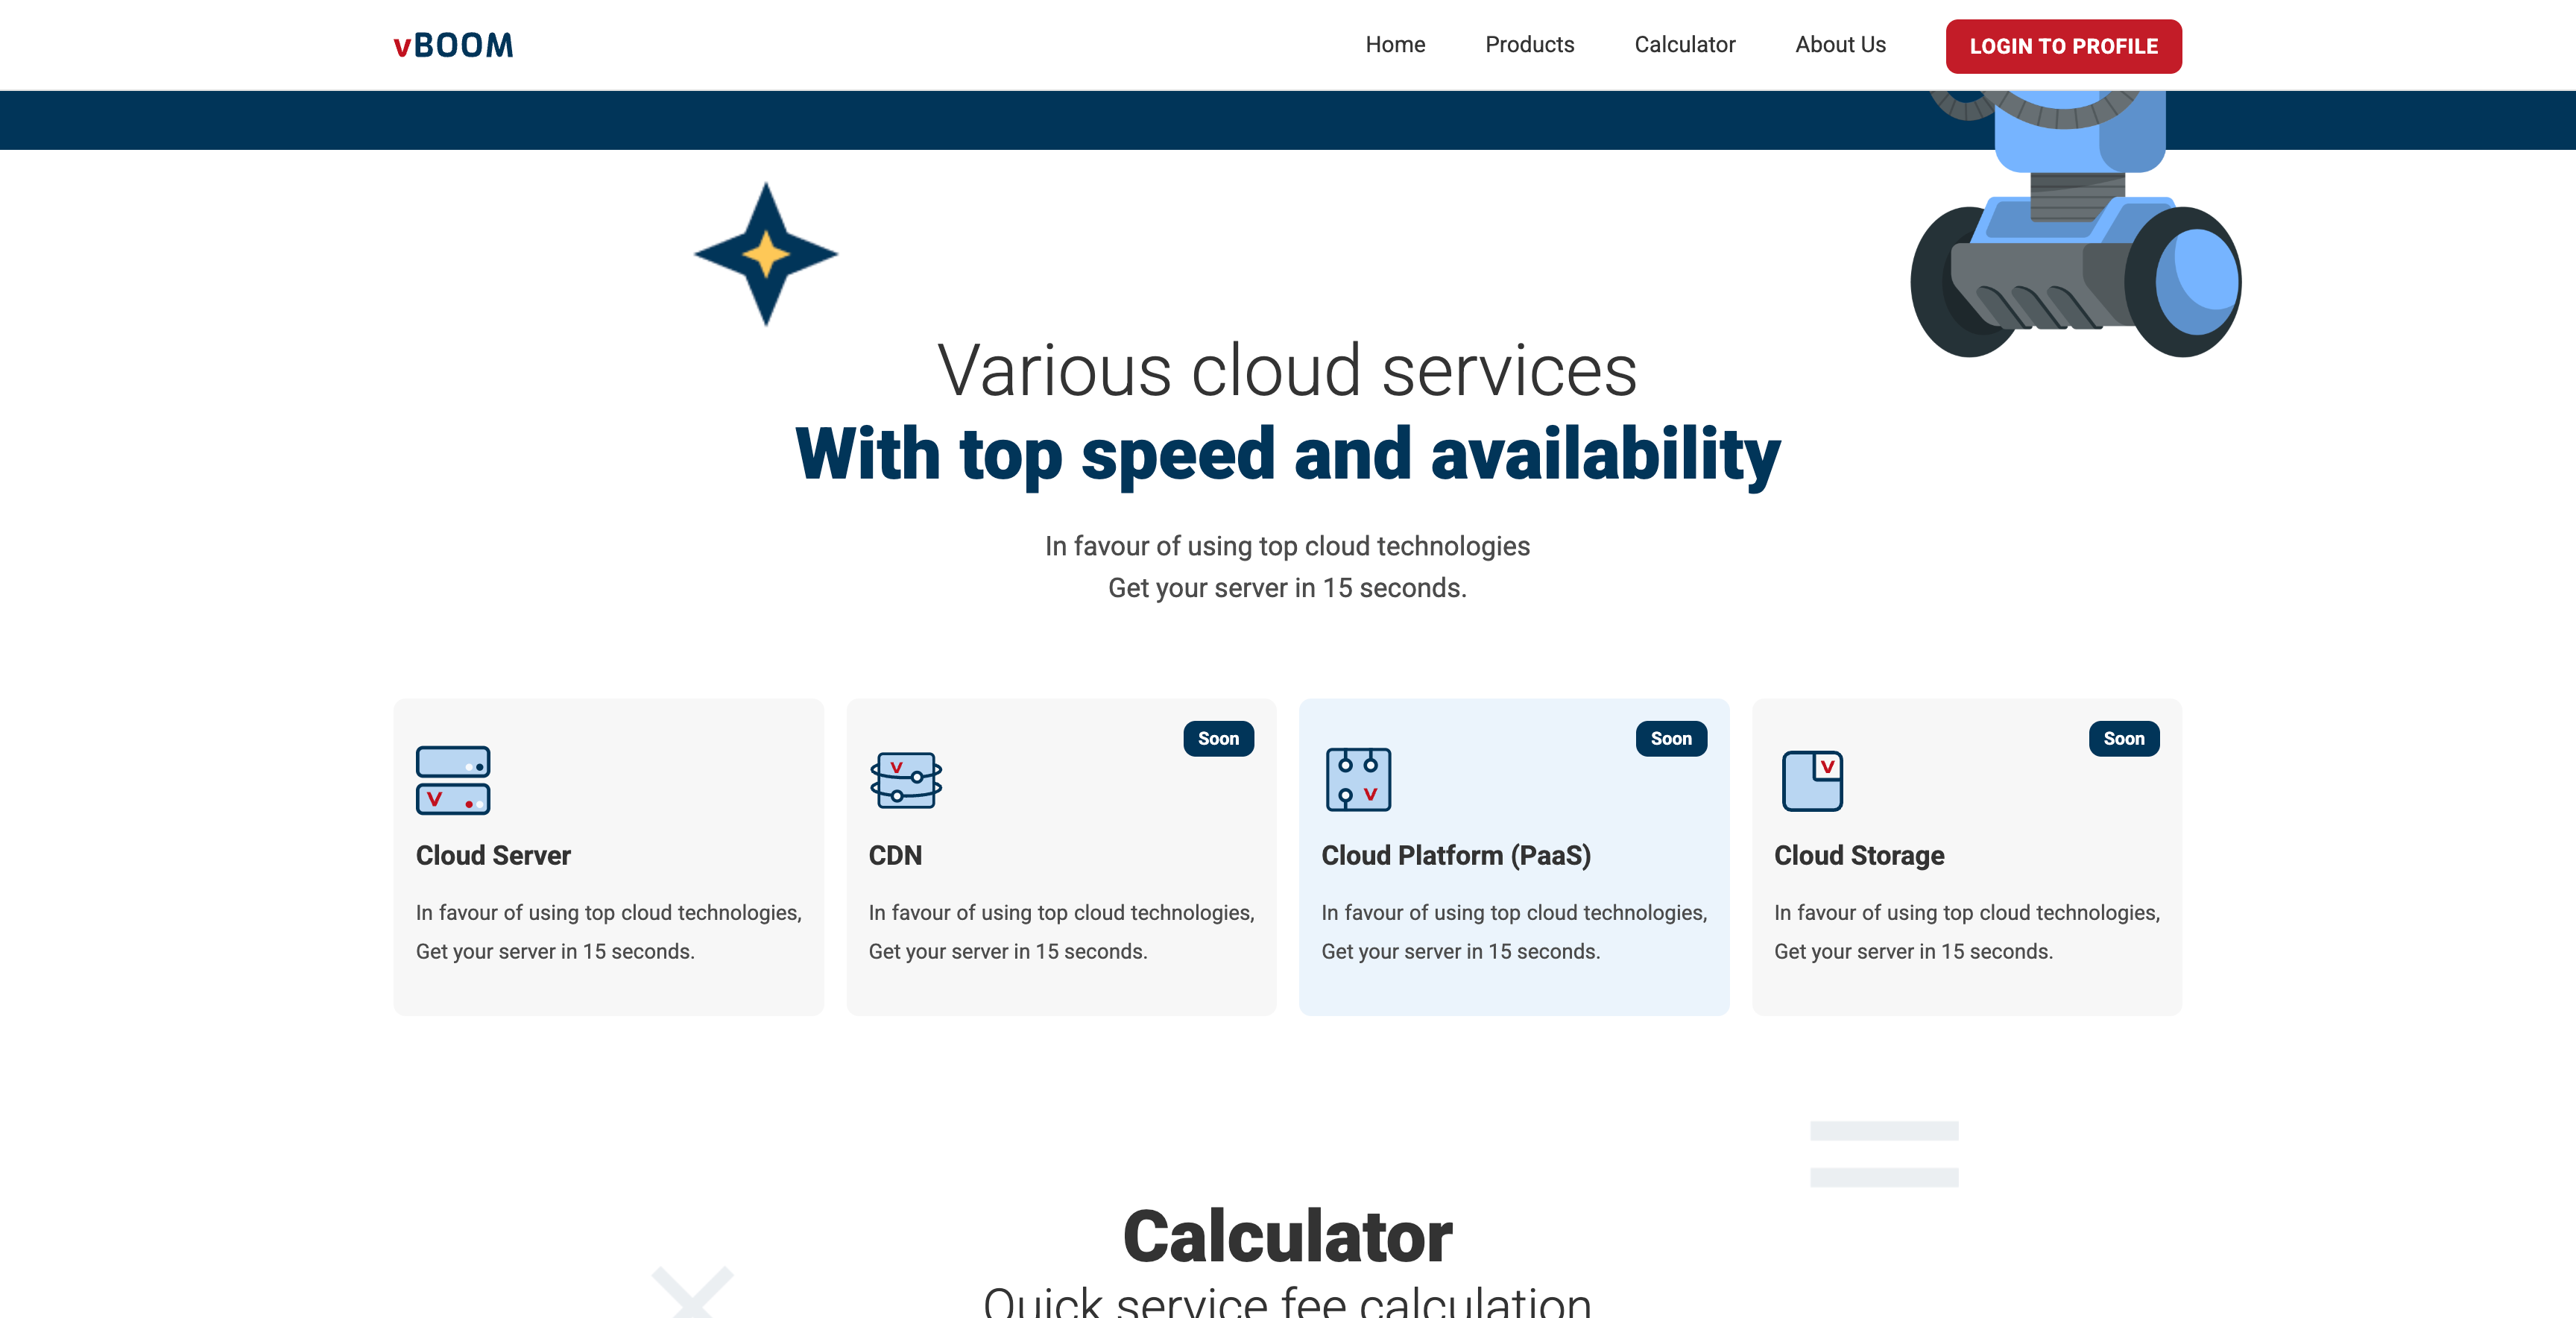 vBOOM
Home Products Calculator About Us LOGIN TO PROFILE
Various cloud services
With top speed and availability
In favour of using top cloud technologies
Get your server in 15 seconds.
Cloud Server
In favour of using top cloud technologies,
Get your server in 15 seconds.
Soon
CDN
In favour of using top cloud technologies,
Get your server in 15 seconds.
Soon
Cloud Platform (PaaS)
In favour of using top cloud technologies,
Get your server in 15 seconds.
Soon
Cloud Storage
In favour of using top cloud technologies,
Get your server in 15 seconds.
Calculator
Quick service fee calculation